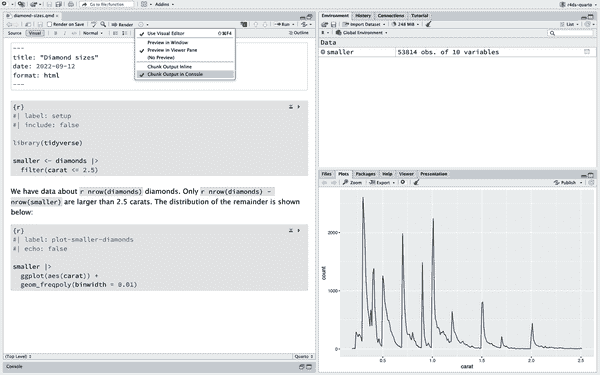 Go to file/function
Addins
diamond-sizes.qmd
Render on Save
Render
Run
Source Visual B I Normal Outline
Use Visual Editor ⇧⌘F4
Preview in Window
Preview in Viewer Pane
(No Preview)
Chunk Output Inline
Chunk Output in Console
---
title: "Diamond sizes"
date: 2022-09-12
format: html
---
{r}
#| label: setup
#| include: false
library(tidyverse)
smaller <- diamonds |>
filter(carat <= 2.5)
We have data about r nrow(diamonds) diamonds. Only r nrow(diamonds) -
nrow(smaller) are larger than 2.5 carats. The distribution of the remainder is shown
below:
{r}
#| label: plot-smaller-diamonds
#| echo: false
smaller |>
ggplot(aes(carat)) +
geom_freqpoly(binwidth = 0.01)
(Top Level)
Quarto
Console
Environment History Connections Tutorial
Import Dataset 248 MiB
R Global Environment
Data
smaller 53814 obs. of 10 variables
Files Plots Packages Help Viewer Presentation
Zoom Export Publish
count
2000
1000
0
0.5 1.0 1.5 2.0 2.5
carat